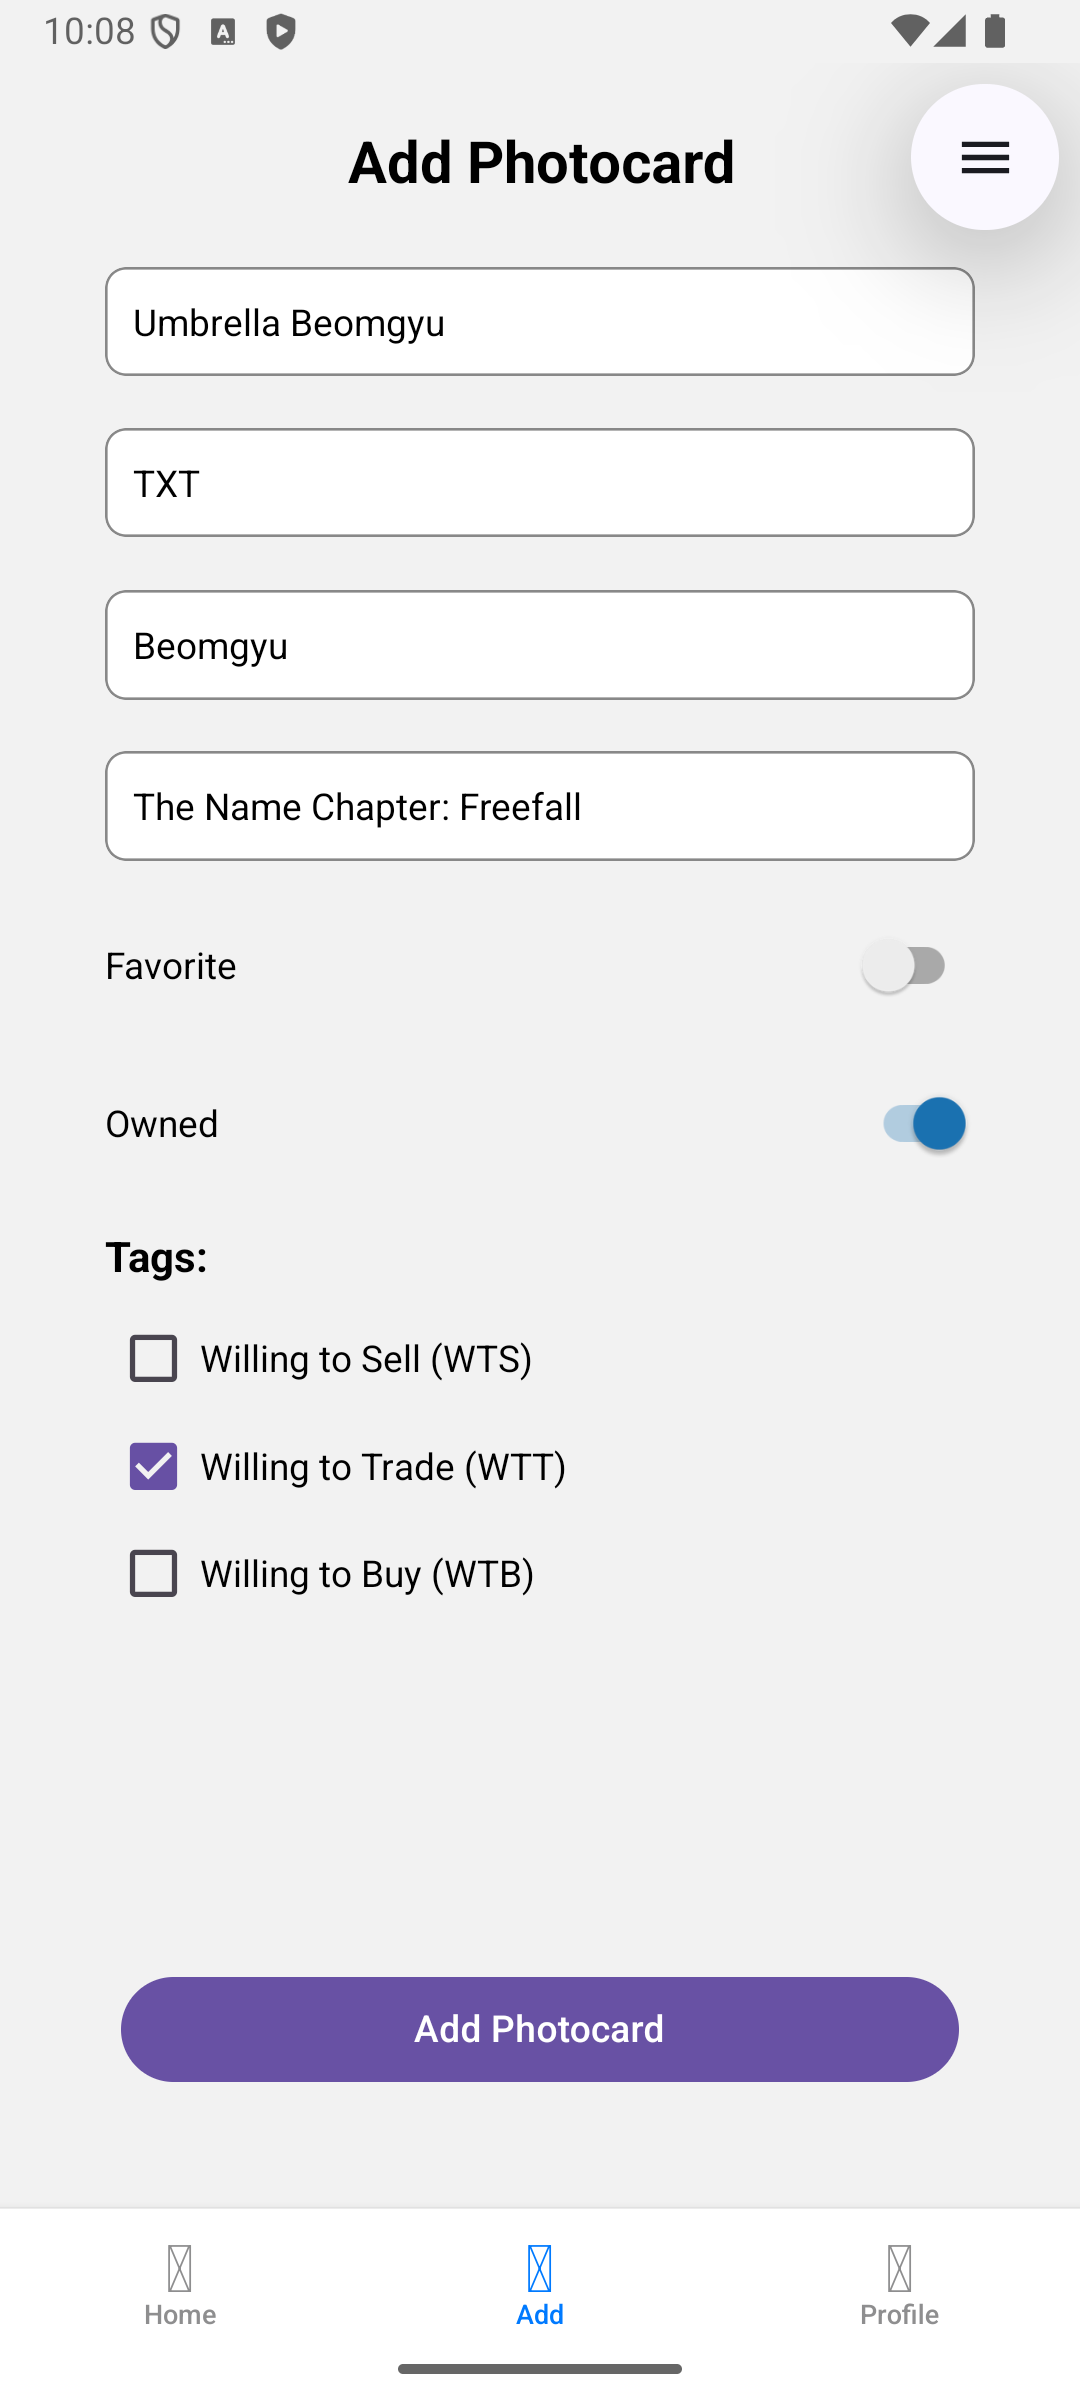 10:08
Add Photocard
Umbrella Beomgyu
TXT
Beomgyu
The Name Chapter: Freefall
Favorite
Owned
Tags:
Willing to Sell (WTS)
Willing to Trade (WTT)
Willing to Buy (WTB)
Add Photocard
Home
Add
Profile